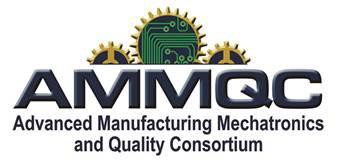 AMMQC
Advanced Manufacturing Mechatronics
and Quality Consortium